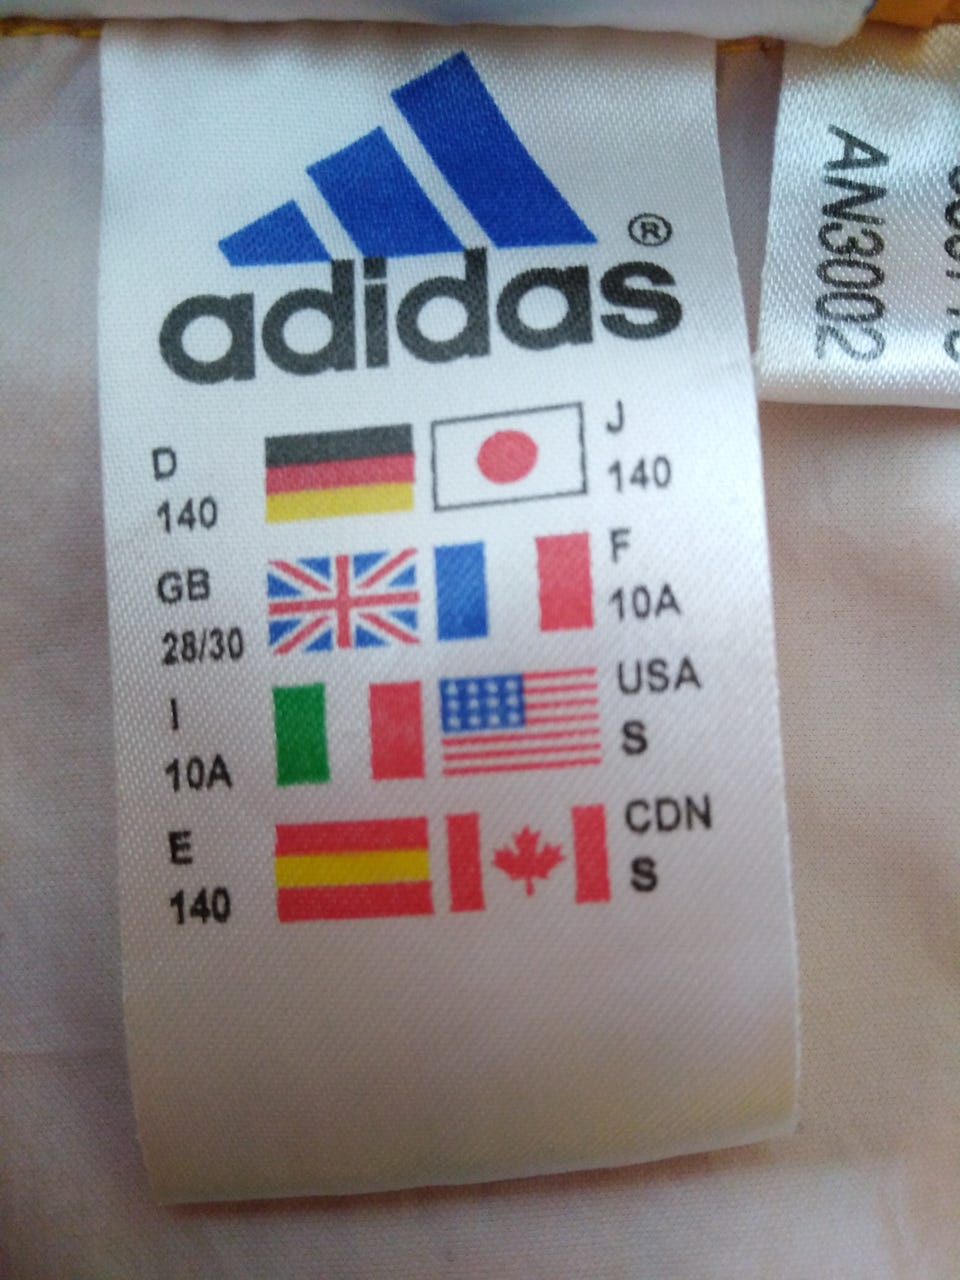 adidas ®
D
140
J
140
GB
28/30
F
10A
I
10A
USA
S
E
140
CDN
S
AN3002